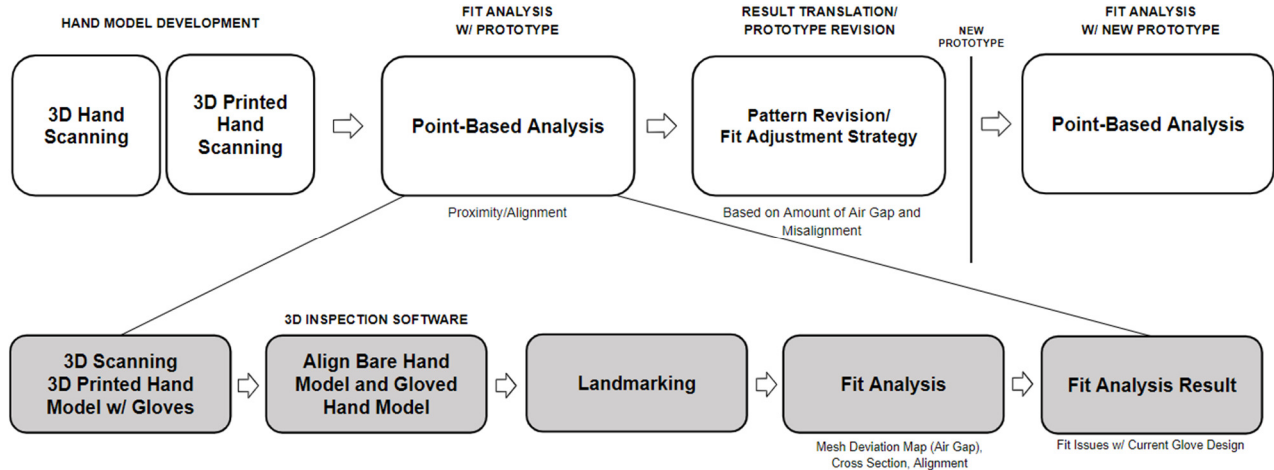 HAND MODEL DEVELOPMENT
FIT ANALYSIS
W/ PROTOTYPE
RESULT TRANSLATION/
PROTOTYPE REVISION
NEW
PROTOTYPE
FIT ANALYSIS
W/ NEW PROTOTYPE
3D Hand
Scanning
3D Printed
Hand
Scanning
Point-Based Analysis
Pattern Revision/
Fit Adjustment Strategy
Point-Based Analysis
Proximity/Alignment
Based on Amount of Air Gap and
Misalignment
3D INSPECTION SOFTWARE
3D Scanning
3D Printed Hand
Model w/ Gloves
Align Bare Hand
Model and Gloved
Hand Model
Landmarking
Fit Analysis
Fit Analysis Result
Mesh Deviation Map (Air Gap),
Cross Section, Alignment
Fit Issues w/ Current Glove Design